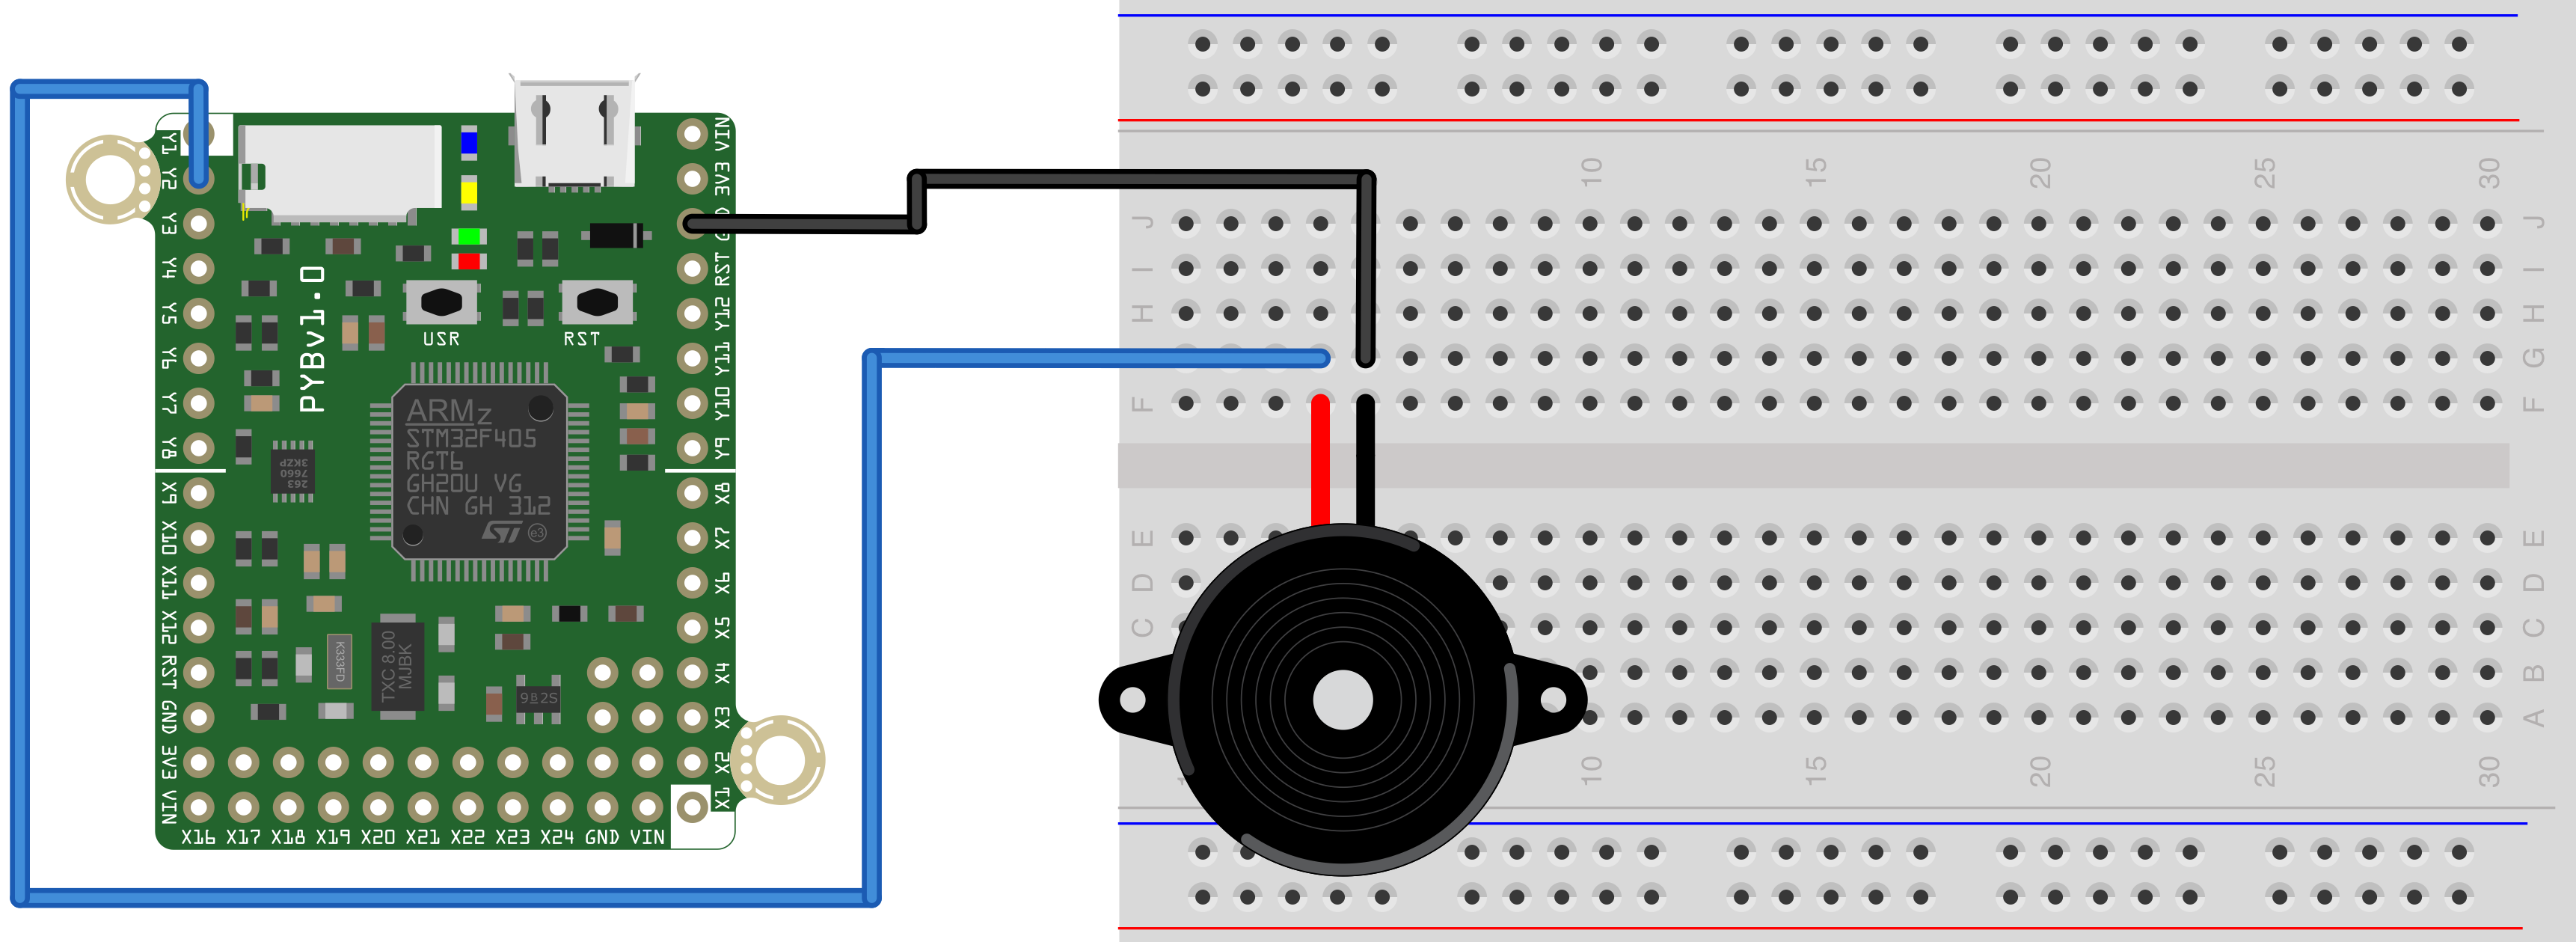 Y1
Y2
Y3
Y4
Y5
Y6
Y7
Y8
X9
X10
X11
X12
RST
GND
3V3
VIN
PYBv1.0
USR
RST
ARMz
STM32F405
RGT6
GH20U VG
CHN GH 312
e3
3KZP
7660
263
K333FD
TXC 8.00
MJBK
9B2S
VIN
3V3
RST
Y12
Y11
Y10
Y9
X8
X7
X6
X5
X4
X3
X2
X1
X16 X17 X18 X19 X20 X21 X22 X23 X24 GND VIN
10 15 20 25 30
J J
I I
H H
G G
F F
E E
D D
C C
B
A
10 15 20 25 30